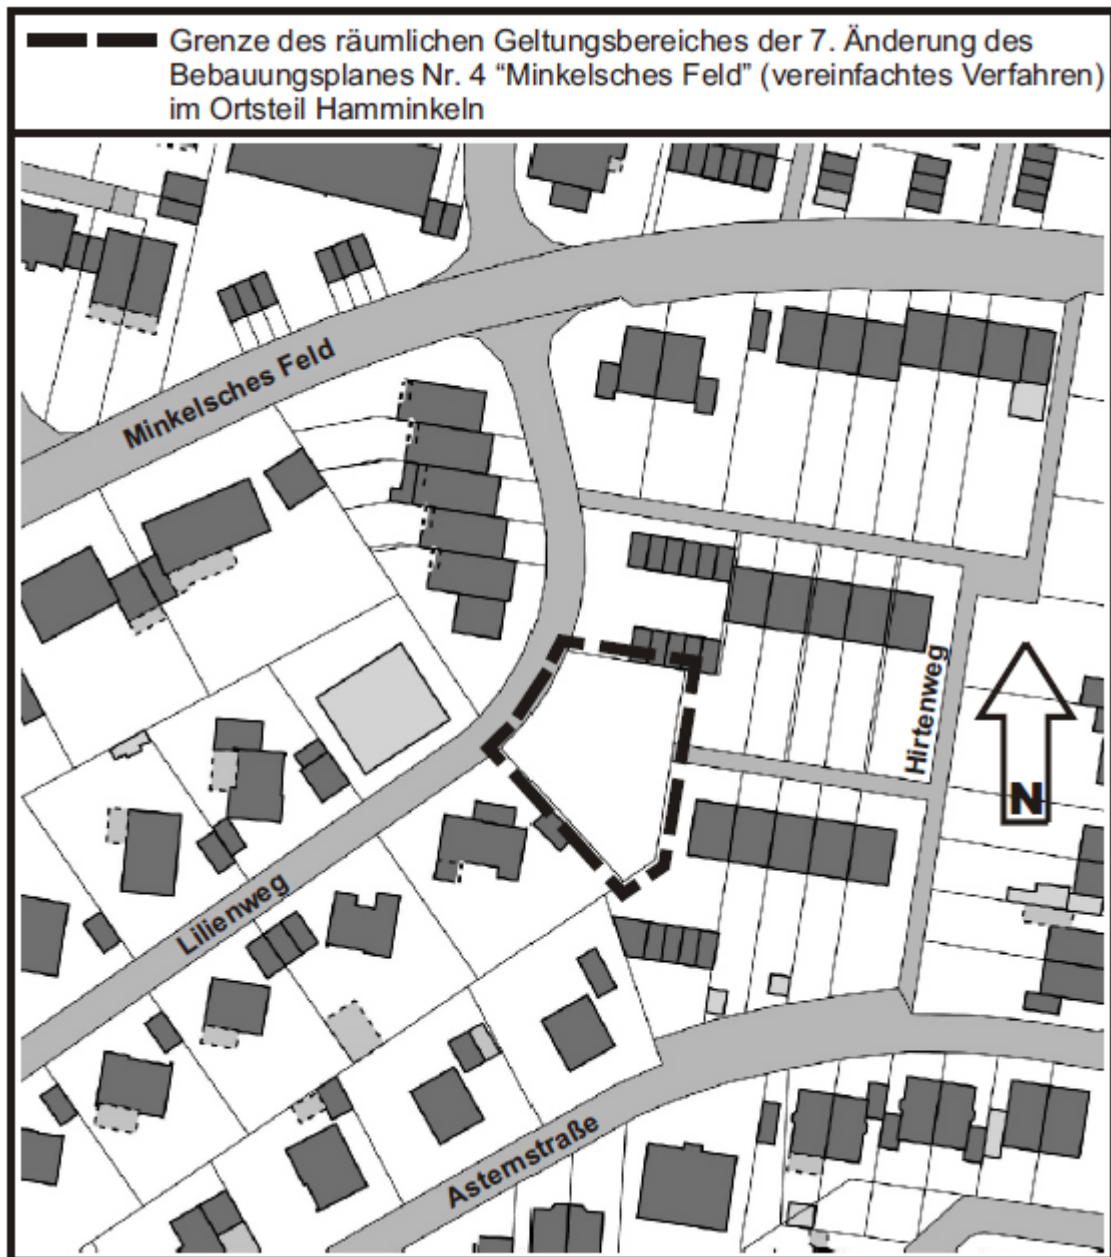 Grenze des räumlichen Geltungsbereiches der 7. Änderung des
Bebauungsplanes Nr. 4 “Minkelsches Feld” (vereinfachtes Verfahren)
im Ortsteil Hamminkeln
Minkelsches Feld
Hirtenweg
N
Lilienweg
Asternstraße